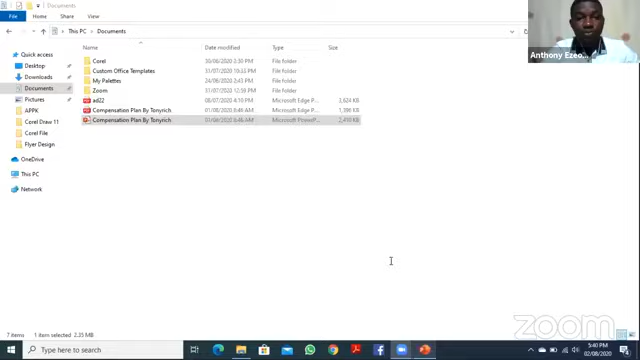 Documents
File Home Share View
This PC > Documents
Name Date modified Type Size
Quick access
Desktop
Downloads
Documents
Pictures
APPK
Corel Draw 11
Corel File
Flyer Design
OneDrive
This PC
Network
Corel 30/06/2020 2:30 PM File folder
Custom Office Templates 31/07/2020 10:33 PM File folder
My Palettes 24/06/2020 2:43 PM File folder
Zoom 31/07/2020 12:59 PM File folder
ad22 08/07/2020 4:10 PM Microsoft Edge P... 3,624 KB
Compensation Plan By Tonyrich 01/08/2020 6:46 AM Microsoft Edge P... 1,396 KB
Compensation Plan By Tonyrich 01/08/2020 6:46 AM Microsoft PowerP... 2,410 KB
Anthony Ezeo...
zoom
7 items 1 item selected 2.35 MB
Type here to search
5:40 PM
02/08/2020